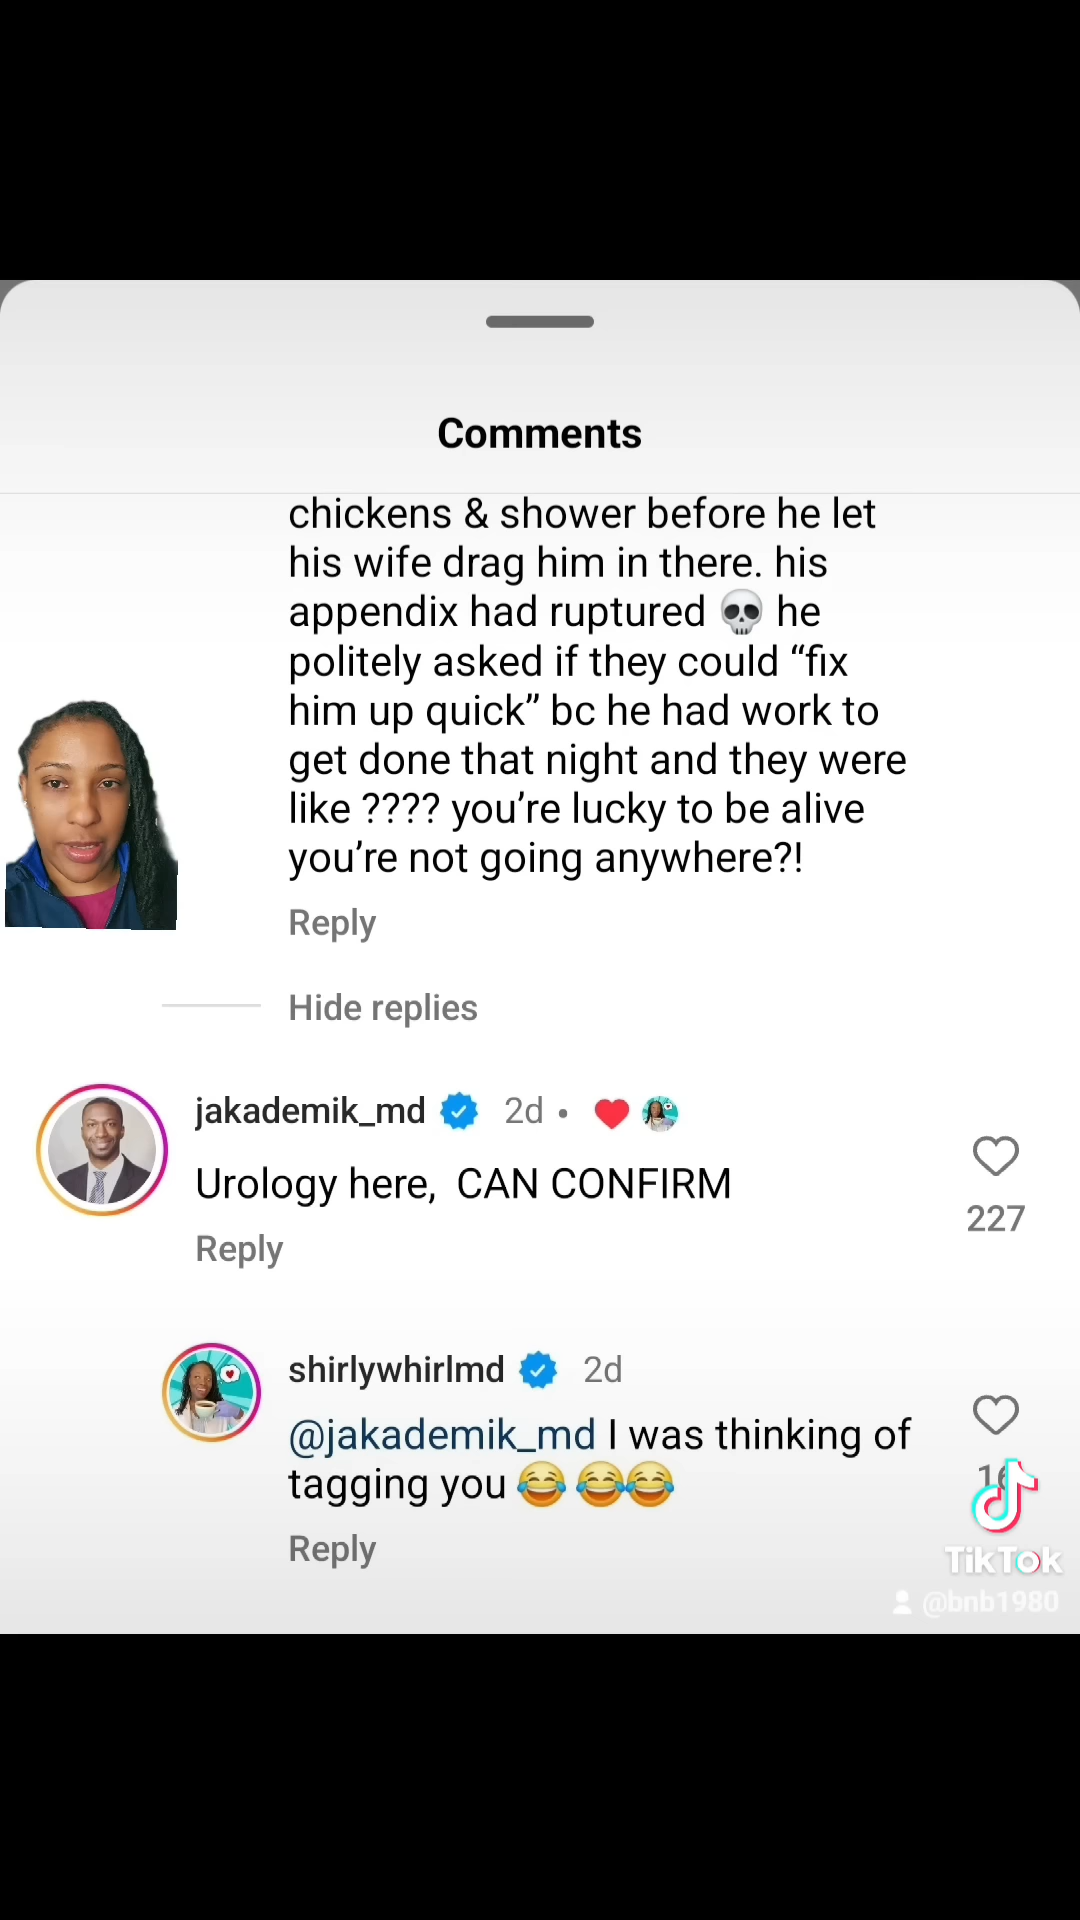 Comments
chickens & shower before he let
his wife drag him in there. his
appendix had ruptured 💀 he
politely asked if they could “fix
him up quick” bc he had work to
get done that night and they were
like ???? you’re lucky to be alive
you’re not going anywhere?!
Reply
Hide replies
jakademik_md 2d •
Urology here, CAN CONFIRM
227
Reply
shirlywhirlmd 2d
@jakademik_md I was thinking of
tagging you 😂 😂😂
Reply
TikTok
@bnb1980